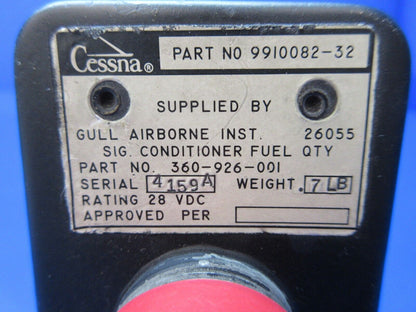 Cessna® PART NO 9910082-32
SUPPLIED BY
GULL AIRBORNE INST. 26055
SIG. CONDITIONER FUEL QTY
PART NO. 360-926-001
SERIAL 4159A WEIGHT .7 LB
RATING 28 VDC
APPROVED PER